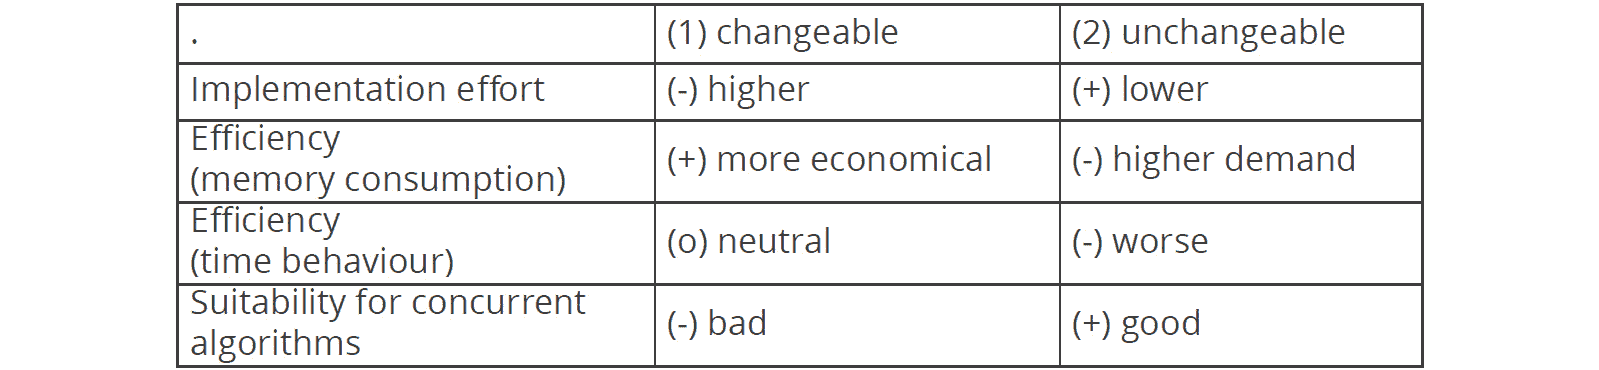 . (1) changeable (2) unchangeable
Implementation effort (-) higher (+) lower
Efficiency
(memory consumption) (+) more economical (-) higher demand
Efficiency
(time behaviour) (o) neutral (-) worse
Suitability for concurrent
algorithms (-) bad (+) good